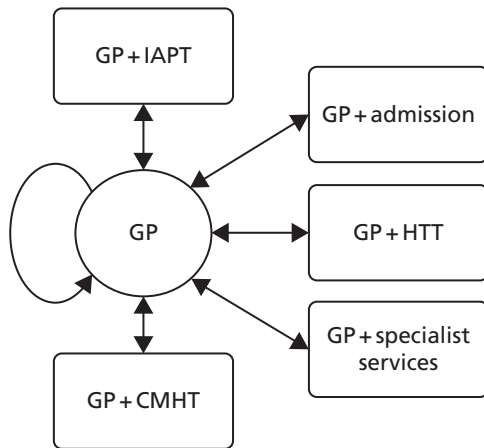 GP + IAPT
GP + admission
GP
GP + HTT
GP + specialist
services
GP + CMHT